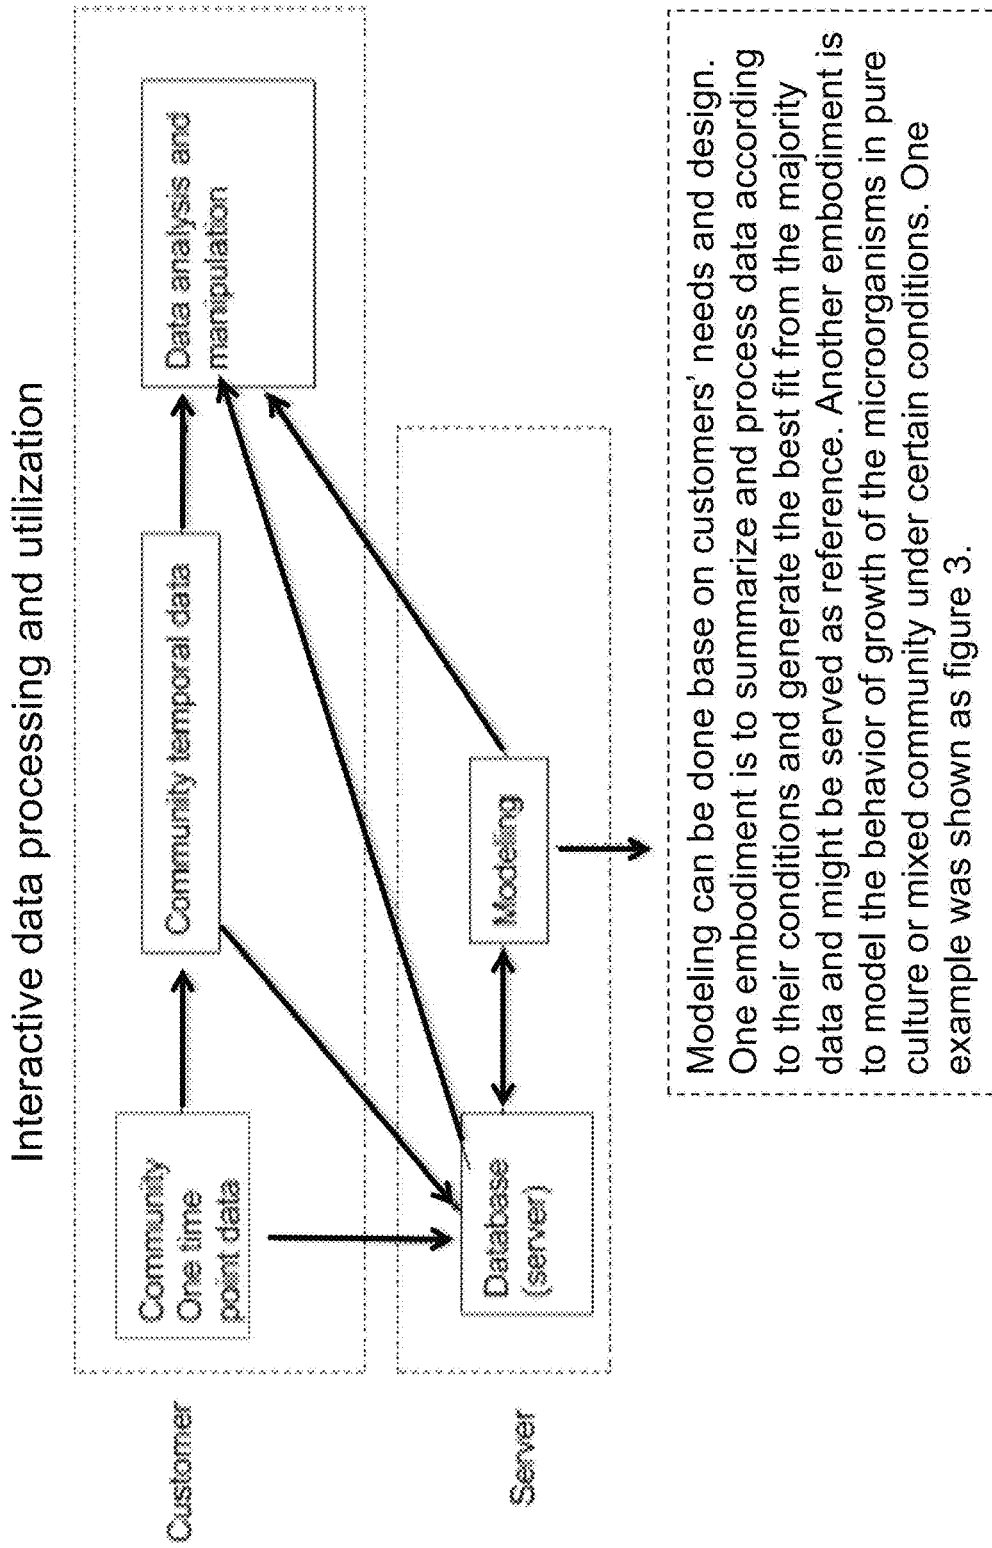 Interactive data processing and utilization
Customer
Community
One time
point data
Community temporal data
Data analysis and
manipulation
Server
Database
(server)
Modeling
Modeling can be done base on customers' needs and design.
One embodiment is to summarize and process data according
to their conditions and generate the best fit from the majority
data and might be served as reference. Another embodiment is
to model the behavior of growth of the microorganisms in pure
culture or mixed community under certain conditions. One
example was shown as figure 3.